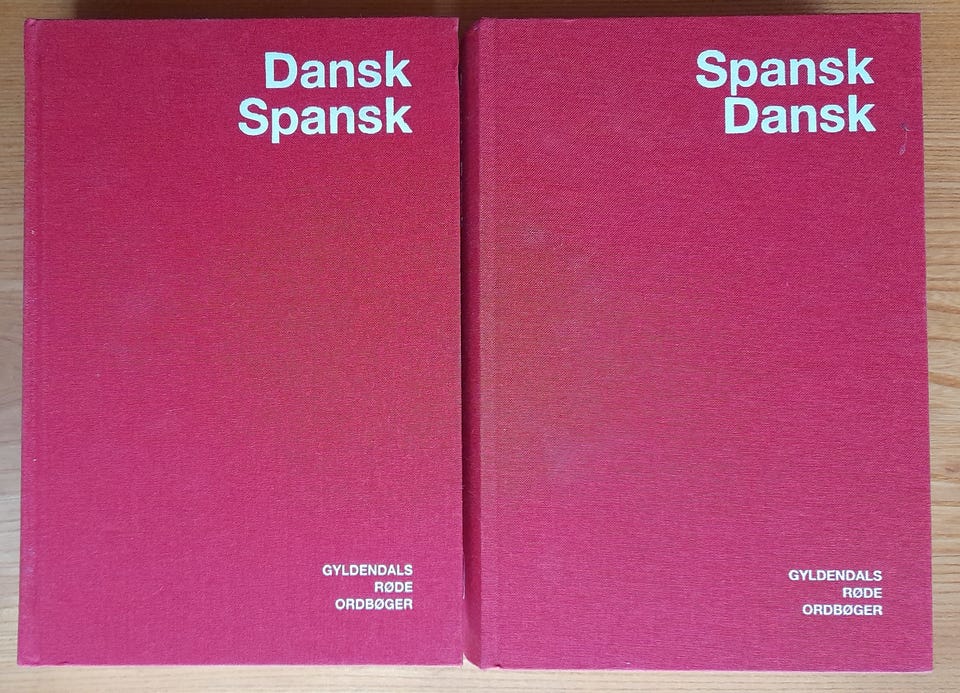 Dansk
Spansk
GYLDENDALS
RØDE
ORDBØGER
Spansk
Dansk
GYLDENDALS
RØDE
ORDBØGER